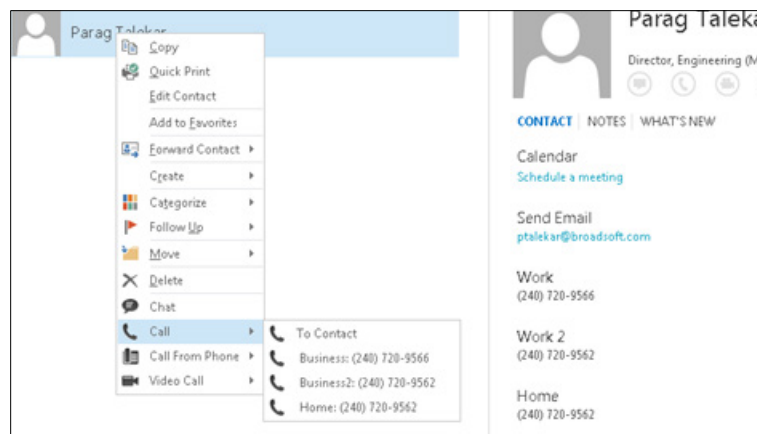 Parag Talekar
Copy
Quick Print
Edit Contact
Add to Favorites
Forward Contact
Create
Categorize
Follow Up
Move
Delete
Chat
Call
Call From Phone
Video Call
To Contact
Business: (240) 720-9566
Business2: (240) 720-9562
Home: (240) 720-9562
Parag Taleka
Director, Engineering (M
CONTACT NOTES WHAT'S NEW
Calendar
Schedule a meeting
Send Email
ptalekar@broadsoft.com
Work
(240) 720-9566
Work 2
(240) 720-9562
Home
(240) 720-9562